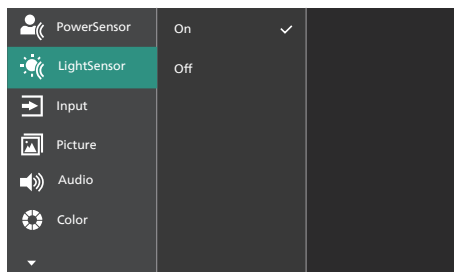 PowerSensor
LightSensor
Input
Picture
Audio
Color
On
Off